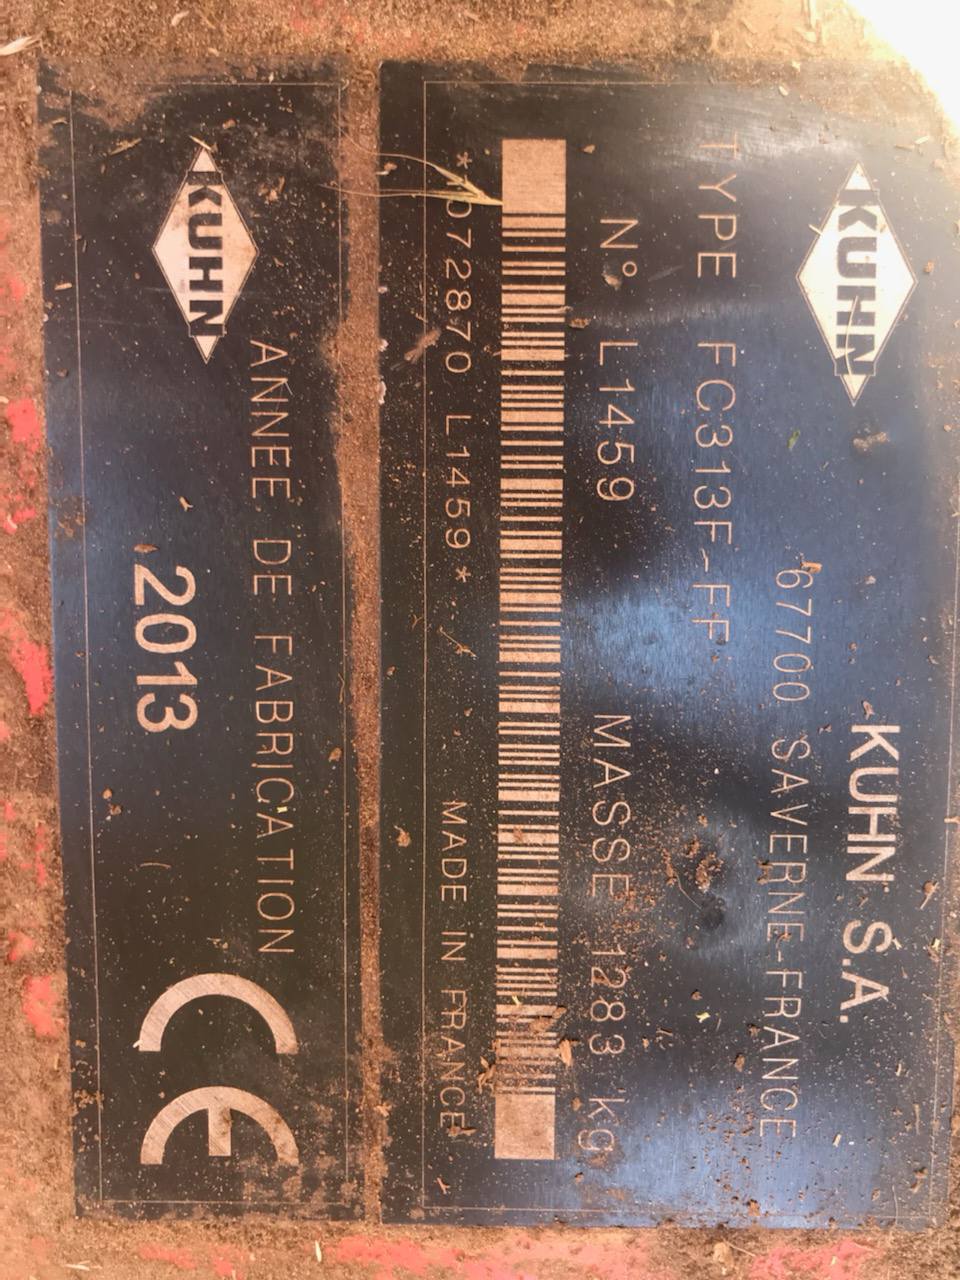 KUHN
KUHN S.A.
67700 SAVERNE-FRANCE
TYPE FC313F-FF
N° L1459 MASSE 1283 kg
*1072870 L1459* MADE IN FRANCE
KUHN
ANNEE DE FABRICATION
2013
CE